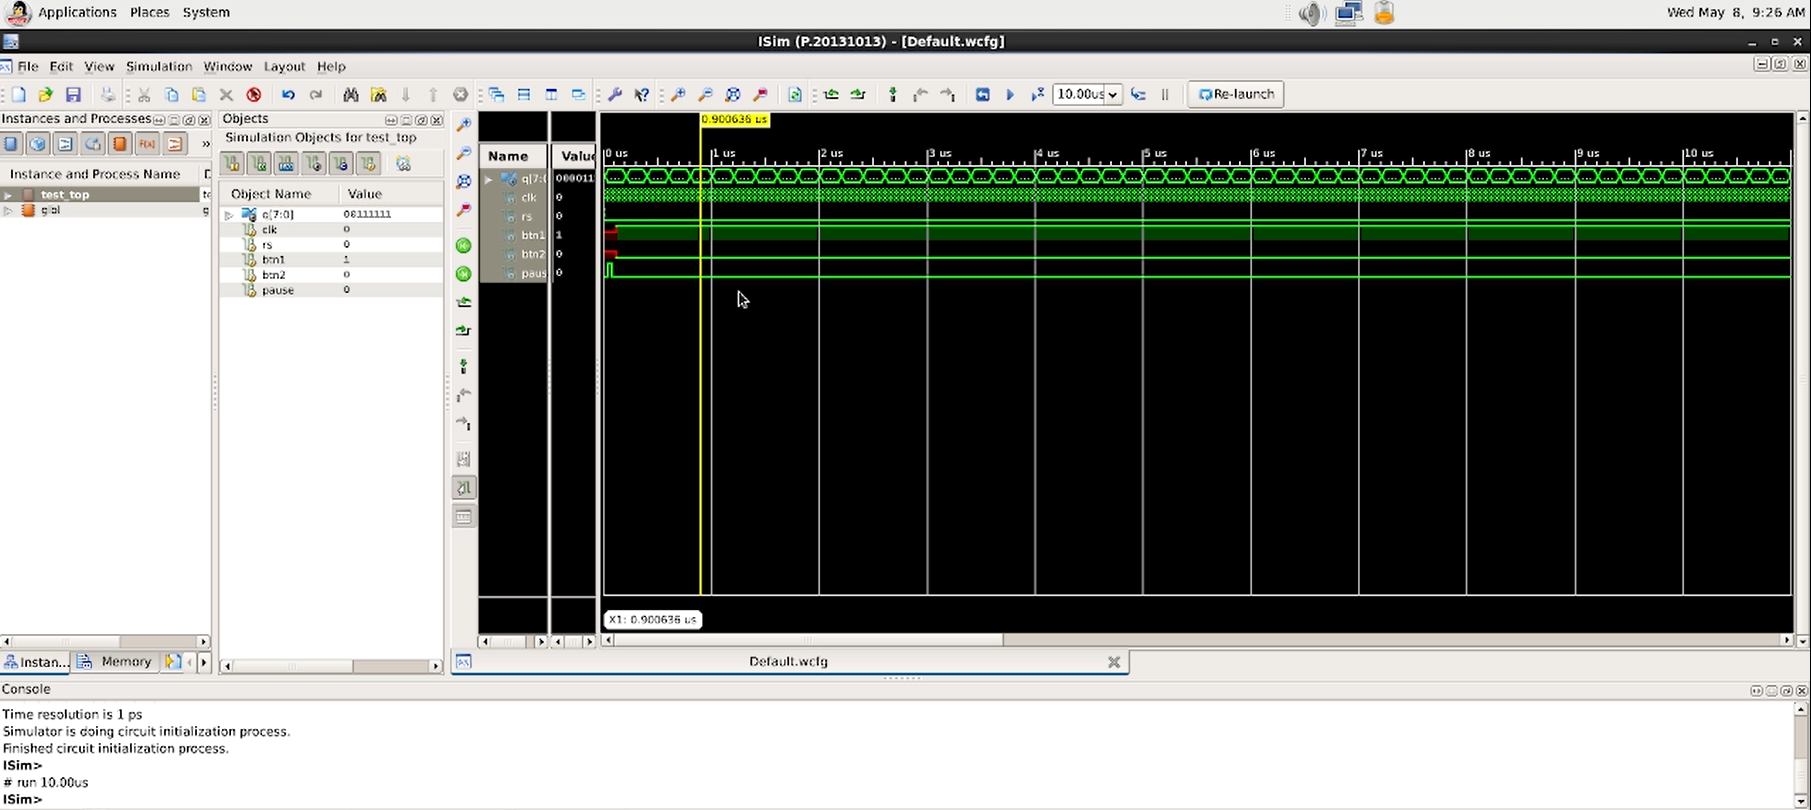 Applications Places System
Wed May 8, 9:26 AM
ISim (P.20131013) - [Default.wcfg]
File Edit View Simulation Window Layout Help
10.00us
Re-launch
Instances and Processes
Instance and Process Name D
test_top
glbl g
Instan...
Memory
Objects
Simulation Objects for test_top
Object Name Value
q[7:0] 00111111
clk 0
rs 0
btn1 1
btn2 0
pause 0
Name Value
q[7:0 000011
clk 0
rs 0
btn1 1
btn2 0
paus 0
0.900636 us
0 us 1 us 2 us 3 us 4 us 5 us 6 us 7 us 8 us 9 us 10 us
X1: 0.900636 us
Default.wcfg
Console
Time resolution is 1 ps
Simulator is doing circuit initialization process.
Finished circuit initialization process.
ISim>
# run 10.00us
ISim>